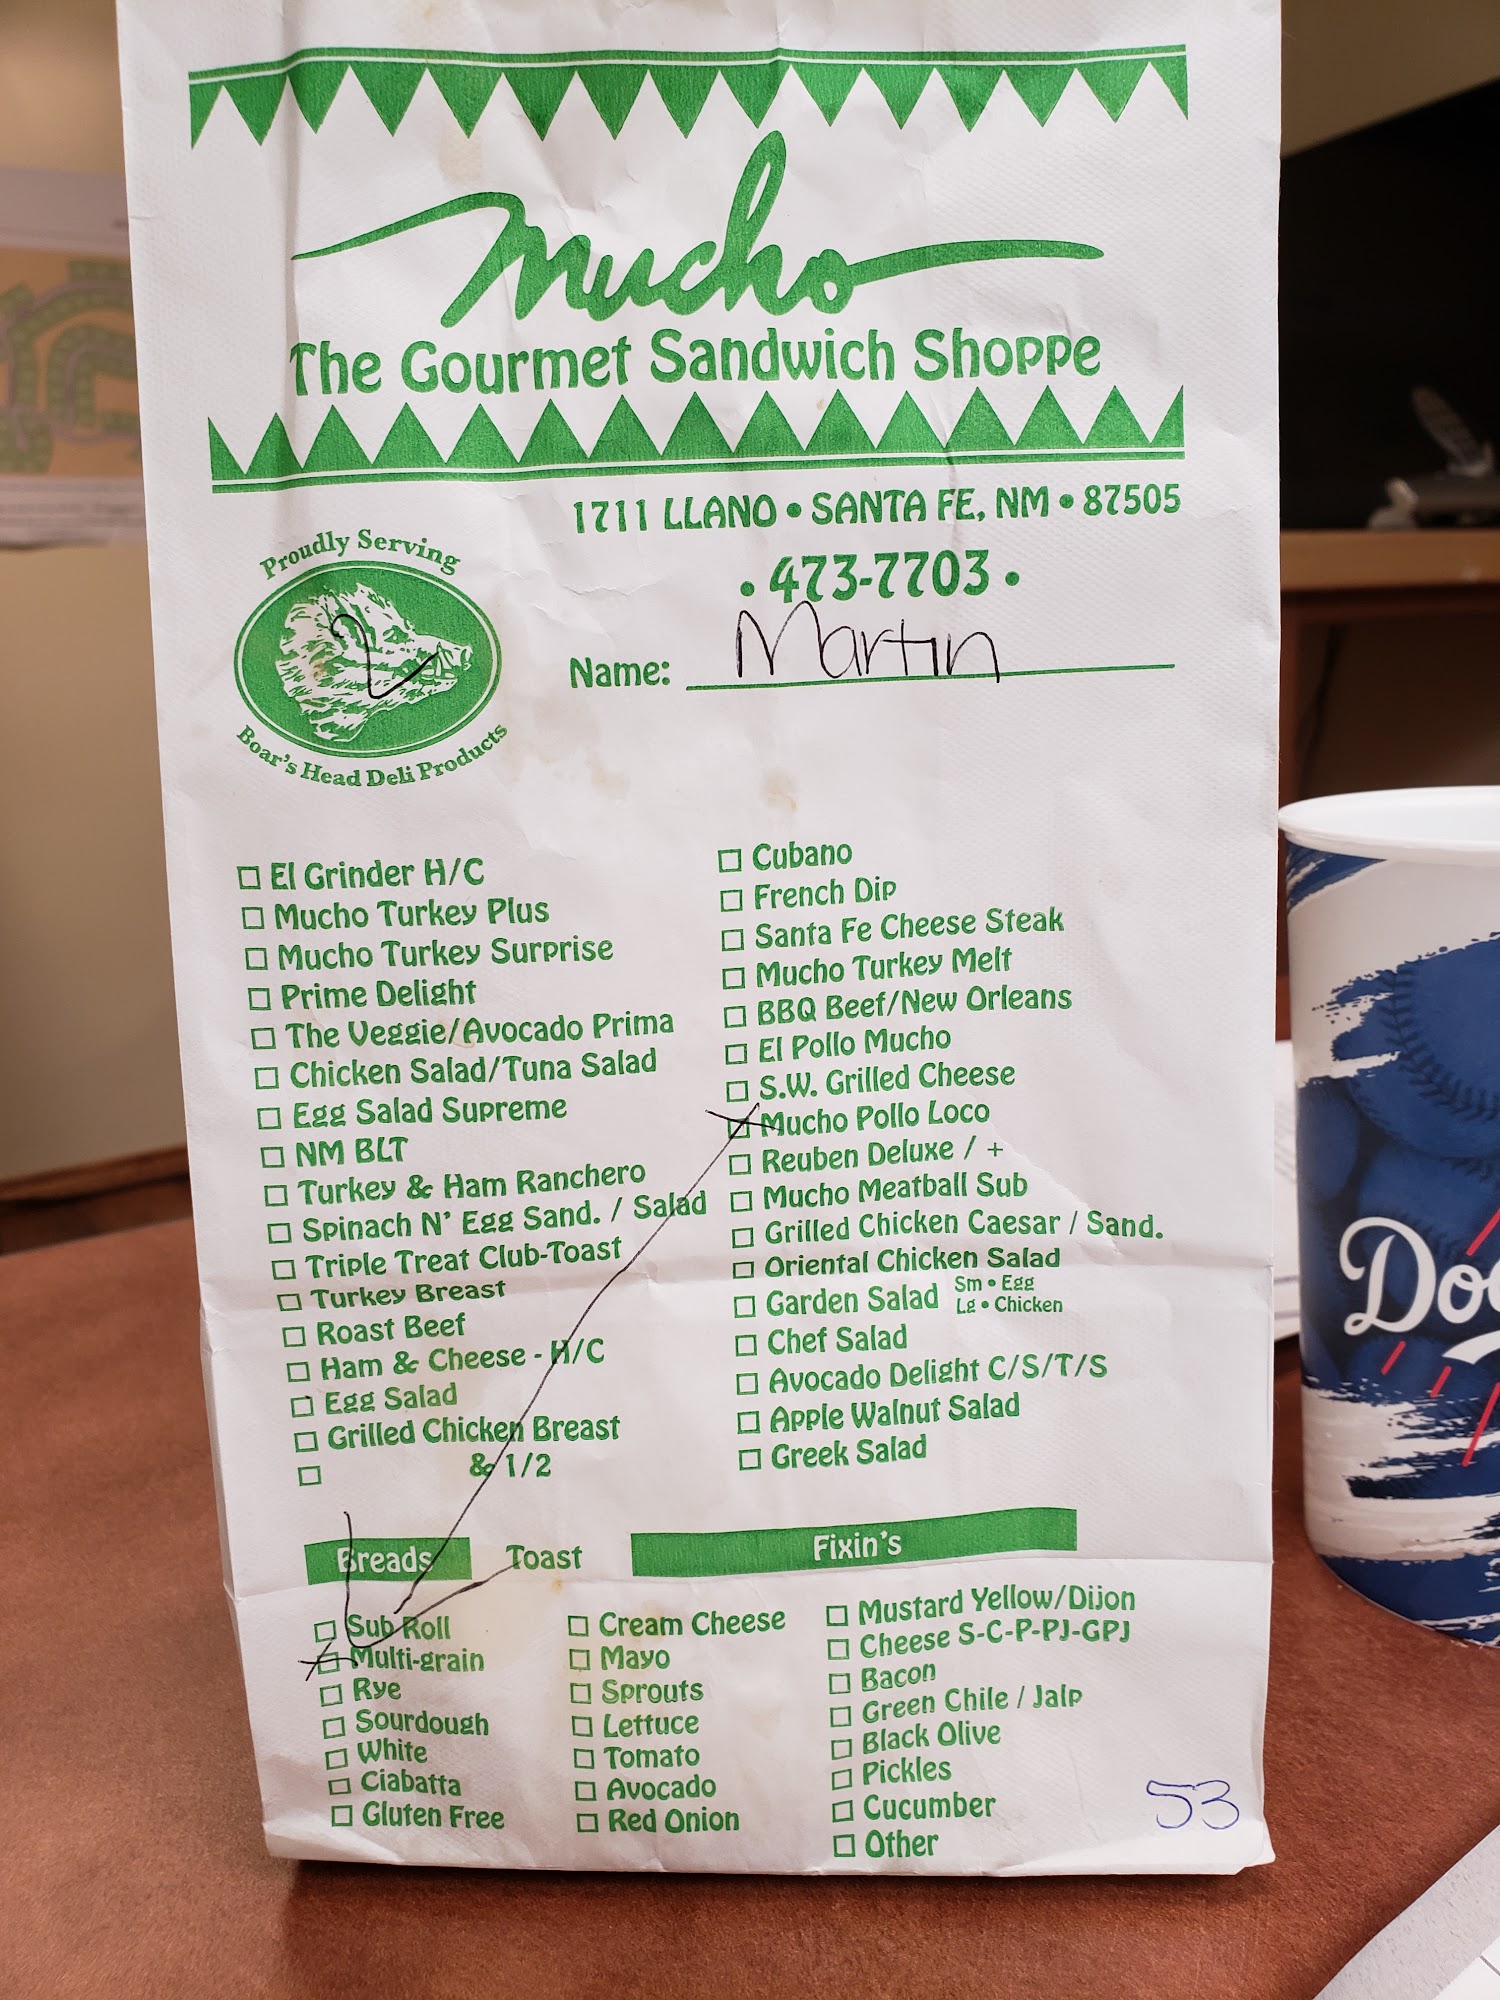 Mucho
The Gourmet Sandwich Shoppe
1711 LLANO • SANTA FE, NM • 87505
• 473-7703 •
Proudly Serving
2
Boar's Head Deli Products
Name: Martin
El Grinder H/C
Mucho Turkey Plus
Mucho Turkey Surprise
Prime Delight
The Veggie/Avocado Prima
Chicken Salad/Tuna Salad
Egg Salad Supreme
NM BLT
Turkey & Ham Ranchero
Spinach N' Egg Sand. / Salad
Triple Treat Club-Toast
Turkey Breast
Roast Beef
Ham & Cheese - H/C
Egg Salad
Grilled Chicken Breast
& 1/2
Cubano
French Dip
Santa Fe Cheese Steak
Mucho Turkey Melt
BBQ Beef/New Orleans
El Pollo Mucho
S.W. Grilled Cheese
Mucho Pollo Loco
Reuben Deluxe / +
Mucho Meatball Sub
Grilled Chicken Caesar / Sand.
Oriental Chicken Salad
Garden Salad Sm • Egg
Lg • Chicken
Chef Salad
Avocado Delight C/S/T/S
Apple Walnut Salad
Greek Salad
Breads Toast
Sub Roll
Multi-grain
Rye
Sourdough
White
Ciabatta
Gluten Free
Fixin's
Cream Cheese
Mayo
Sprouts
Lettuce
Tomato
Avocado
Red Onion
Mustard Yellow/Dijon
Cheese S-C-P-PJ-GPJ
Bacon
Green Chile / Jalp
Black Olive
Pickles
Cucumber
Other
53
Do